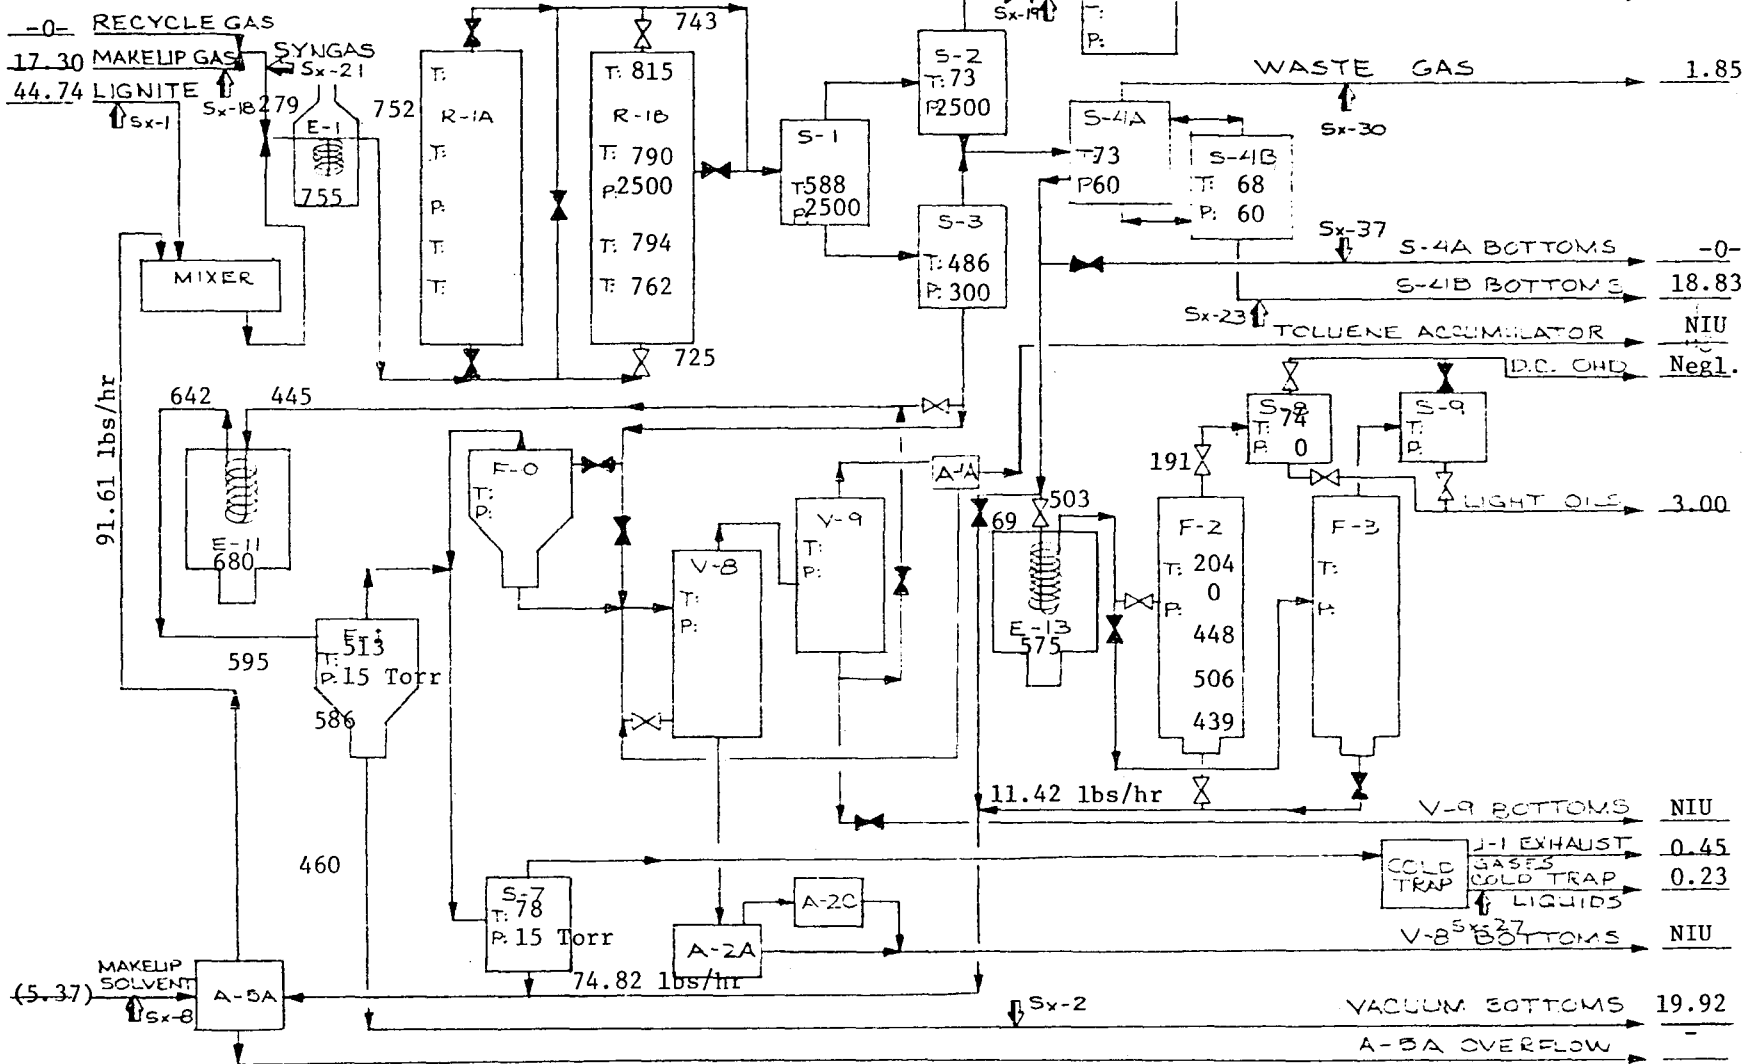 -0- RECYCLE GAS
17.30 MAKEUP GAS
SYNGAS
Sx-21
44.74 LIGNITE
Sx-18
279
Sx-1
E-1
755
752
T:
R-1A
T:
P:
T:
T:
743
T: 815
R-1B
T: 790
P: 2500
T: 794
T: 762
725
S-1
T: 588
P: 2500
Sx-19
T:
P:
S-2
T: 73
P: 2500
S-3
T: 486
P: 300
S-4A
T: 73
P 60
S-4B
T: 68
P: 60
WASTE GAS 1.85
Sx-30
Sx-37
S-4A BOTTOMS -0-
S-4B BOTTOMS 18.83
Sx-23
TOLUENE ACCUMULATOR NIU
D.C. OHD Negl.
MIXER
91.61 lbs/hr
642
445
E-11
680
595
513
T:
P: 15 Torr
586
460
F-0
T:
P:
V-8
T:
P:
V-9
T:
P:
A-1A
503
69
E-13
575
191
S-8
T: 74
P: 0
S-9
T:
P:
LIGHT OILS 3.00
F-2
T: 204
P: 0
448
506
439
F-3
T:
P:
11.42 lbs/hr
V-9 BOTTOMS NIU
COLD TRAP
J-1 EXHAUST GASES 0.45
COLD TRAP LIQUIDS 0.23
Sx-27
V-8 BOTTOMS NIU
S-7
T: 78
P: 15 Torr
A-2C
A-2A
74.82 lbs/hr
MAKEUP SOLVENT
(5.37)
Sx-8
A-5A
Sx-2
VACUUM BOTTOMS 19.92
A-5A OVERFLOW -